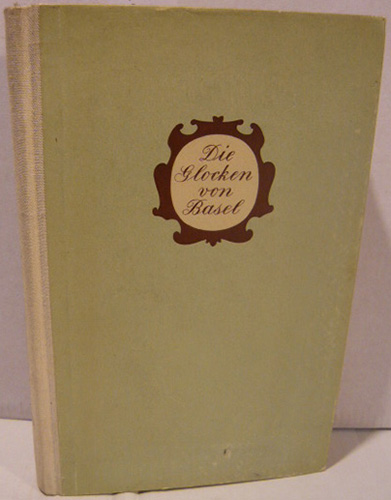 Die
Glocken
von
Basel